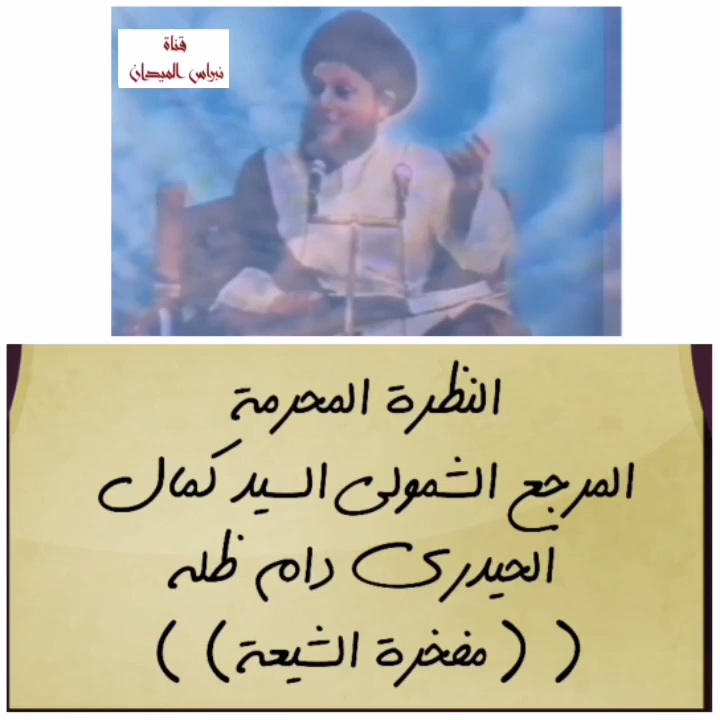 قناة
نبراس الميدان
النظرة المحرمة
المرجع الشمولي السيد كمال
الحيدري دام ظله
( ( مفخرة الشيعة ) )